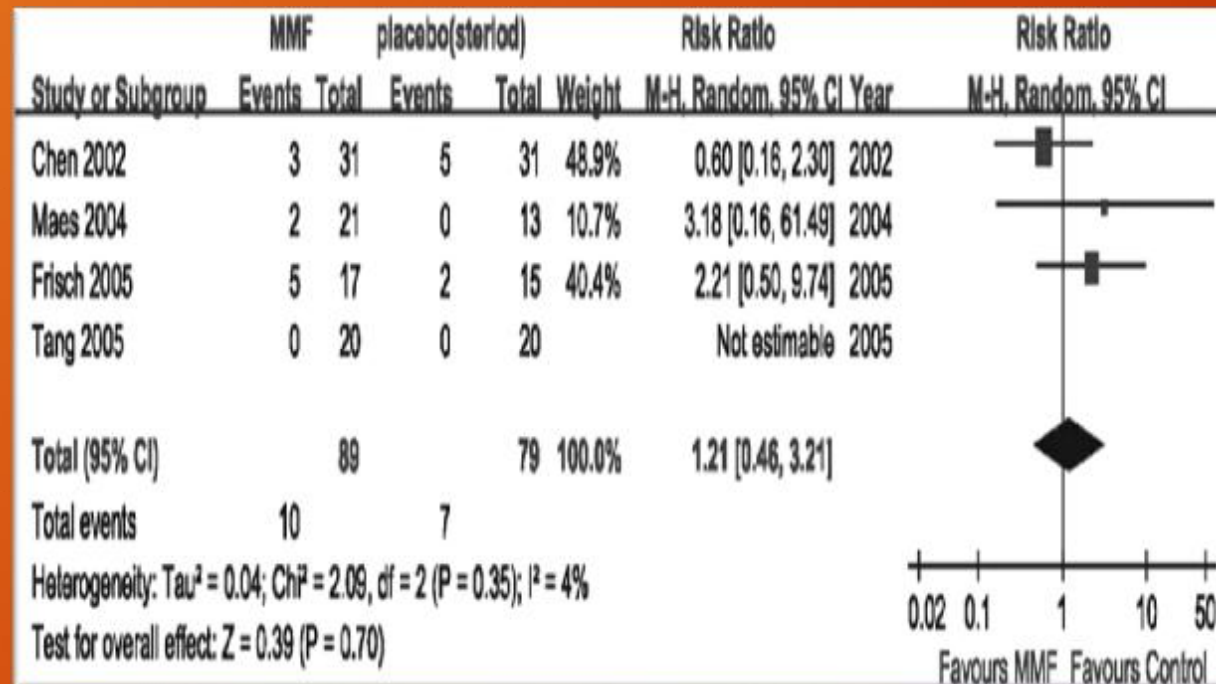 MMF placebo(steriod) Risk Ratio Risk Ratio
Study or Subgroup Events Total Events Total Weight M-H, Random, 95% CI Year M-H, Random, 95% CI
Chen 2002 3 31 5 31 48.9% 0.60 [0.16, 2.30] 2002
Maes 2004 2 21 0 13 10.7% 3.18 [0.16, 61.49] 2004
Frisch 2005 5 17 2 15 40.4% 2.21 [0.50, 9.74] 2005
Tang 2005 0 20 0 20 Not estimable 2005
Total (95% CI) 89 79 100.0% 1.21 [0.46, 3.21]
Total events 10 7
Heterogeneity: Tau² = 0.04; Chi² = 2.09, df = 2 (P = 0.35); I² = 4%
Test for overall effect: Z = 0.39 (P = 0.70)
0.02 0.1 1 10 50
Favours MMF Favours Control